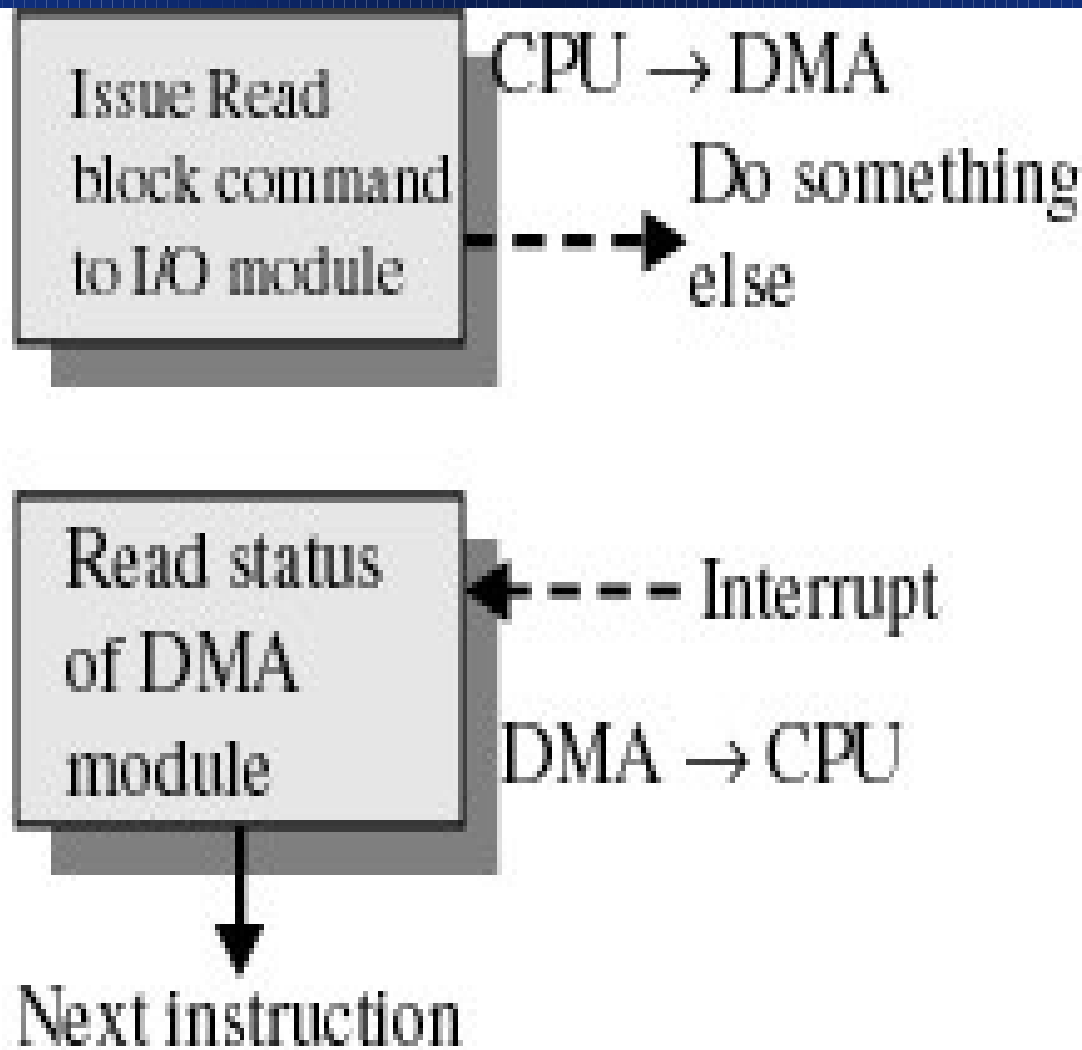 Issue Read
block command
to I/O module
CPU → DMA
Do something
else
Read status
of DMA
module
Interrupt
DMA → CPU
Next instruction